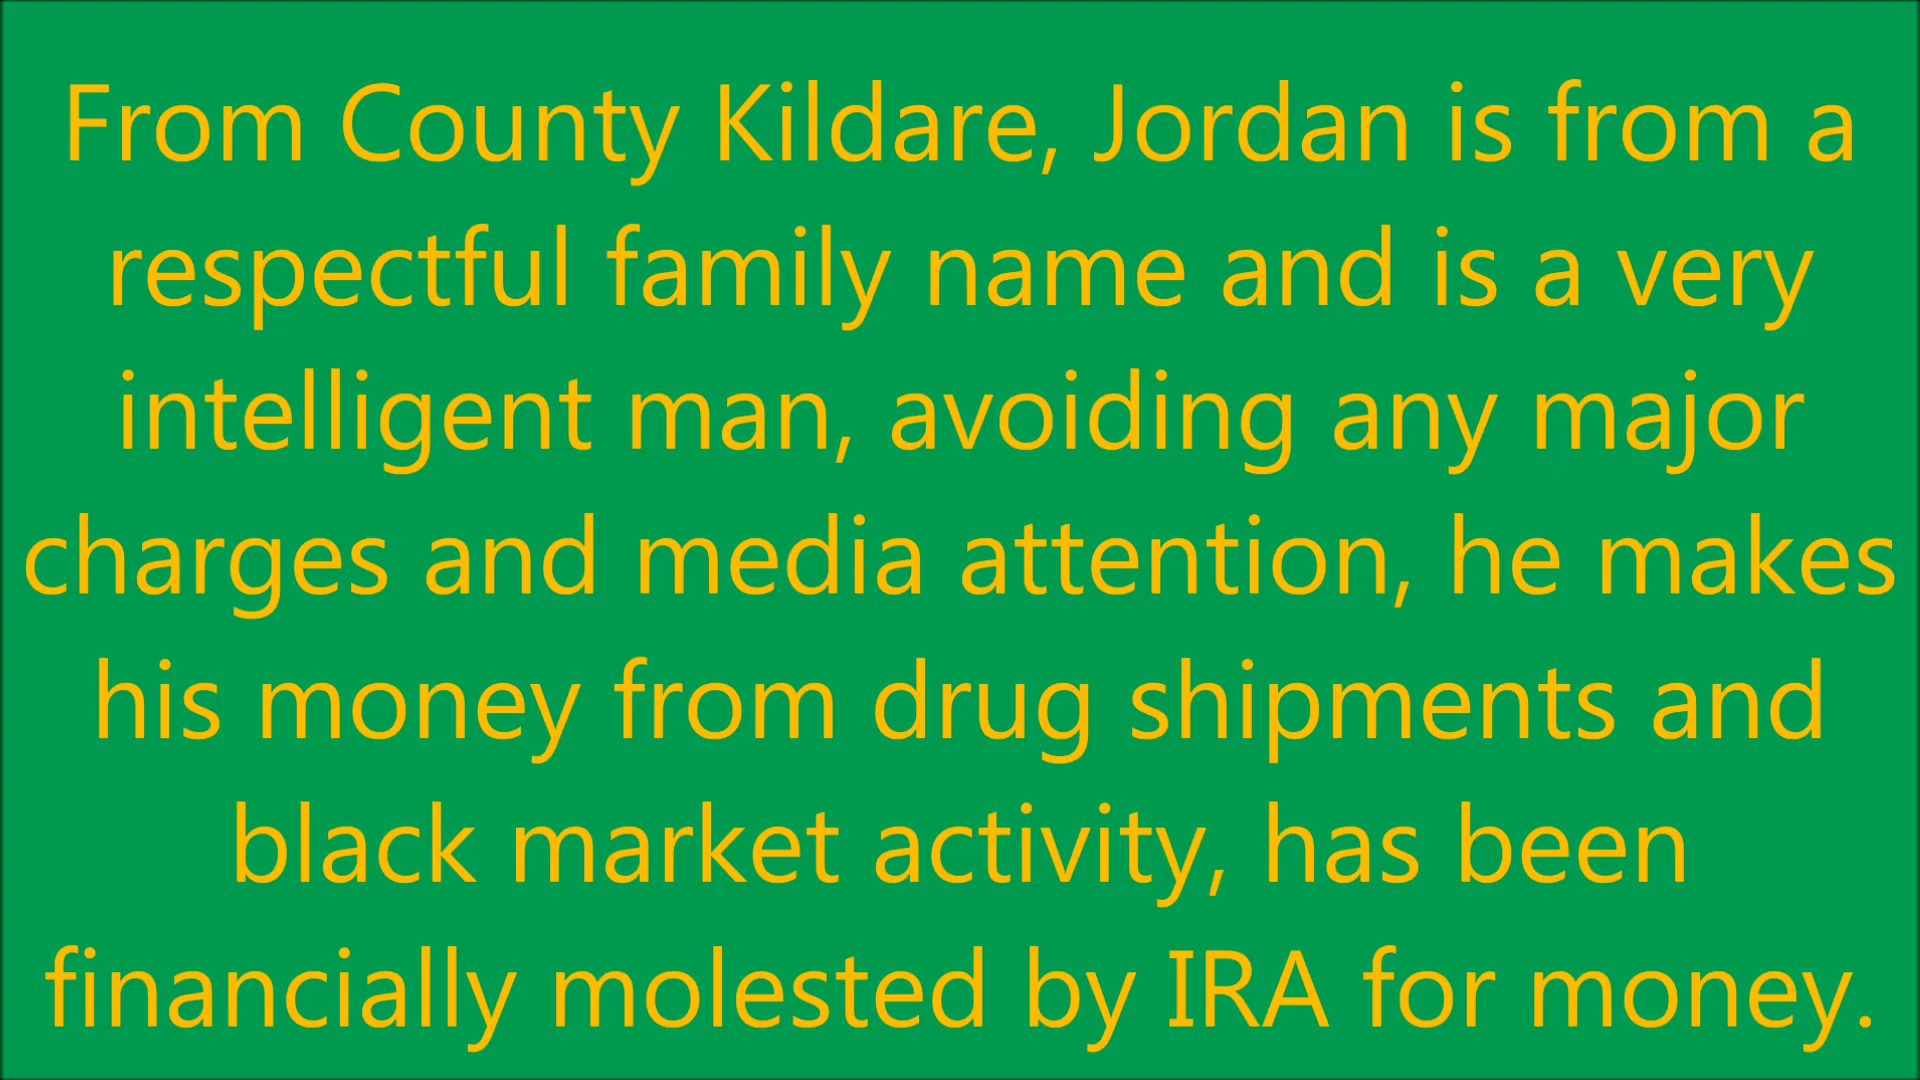 From County Kildare, Jordan is from a
respectful family name and is a very
intelligent man, avoiding any major
charges and media attention, he makes
his money from drug shipments and
black market activity, has been
financially molested by IRA for money.